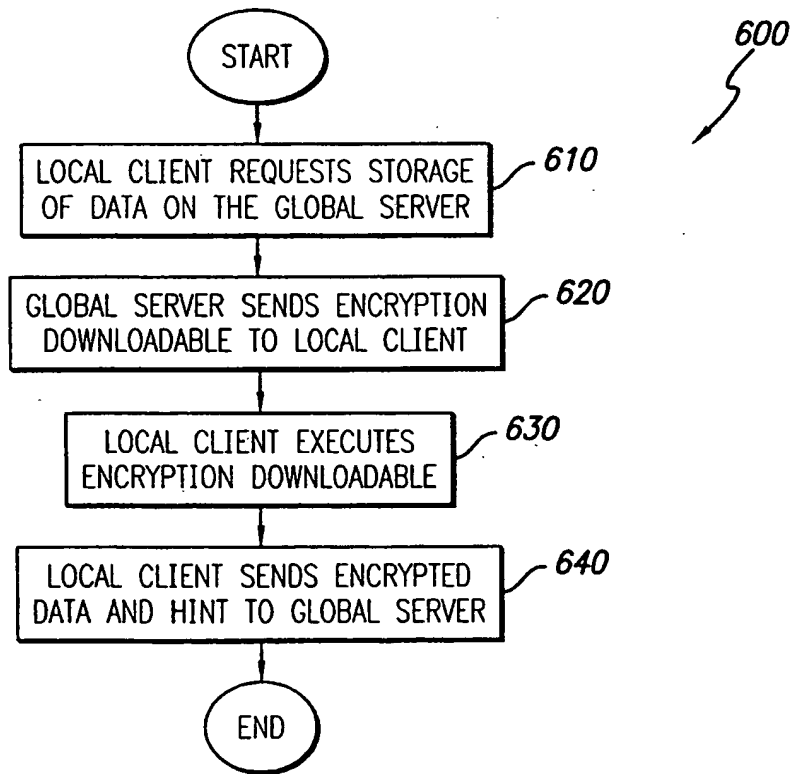 START
600
LOCAL CLIENT REQUESTS STORAGE
OF DATA ON THE GLOBAL SERVER
610
GLOBAL SERVER SENDS ENCRYPTION
DOWNLOADABLE TO LOCAL CLIENT
620
LOCAL CLIENT EXECUTES
ENCRYPTION DOWNLOADABLE
630
LOCAL CLIENT SENDS ENCRYPTED
DATA AND HINT TO GLOBAL SERVER
640
END